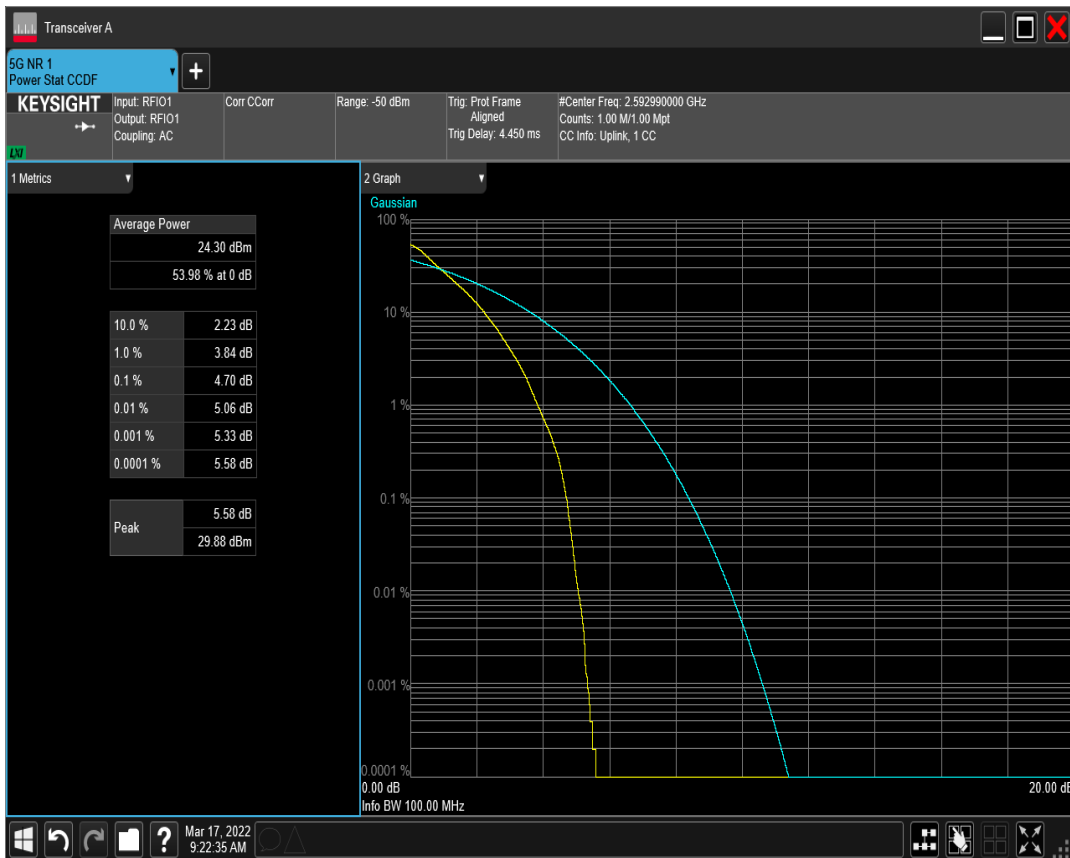 Transceiver A
5G NR 1
Power Stat CCDF
KEYSIGHT
LXI
Input: RFIO1
Output: RFIO1
Coupling: AC
Corr CCorr
Range: -50 dBm
Trig: Prot Frame
Aligned
Trig Delay: 4.450 ms
#Center Freq: 2.592990000 GHz
Counts: 1.00 M/1.00 Mpt
CC Info: Uplink, 1 CC
1 Metrics
Average Power
24.30 dBm
53.98 % at 0 dB
10.0 % 2.23 dB
1.0 % 3.84 dB
0.1 % 4.70 dB
0.01 % 5.06 dB
0.001 % 5.33 dB
0.0001 % 5.58 dB
Peak
5.58 dB
29.88 dBm
2 Graph
Gaussian
100 %
10 %
1 %
0.1 %
0.01 %
0.001 %
0.0001 %
0.00 dB
20.00 dB
Info BW 100.00 MHz
?
Mar 17, 2022
9:22:35 AM